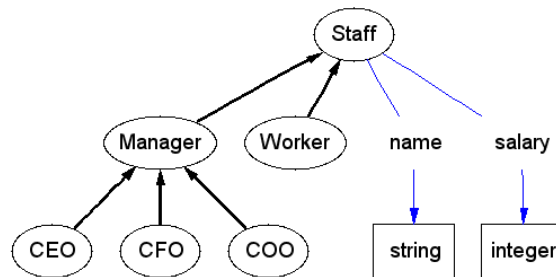 Staff
Manager
Worker
name
salary
CEO
CFO
COO
string
integer